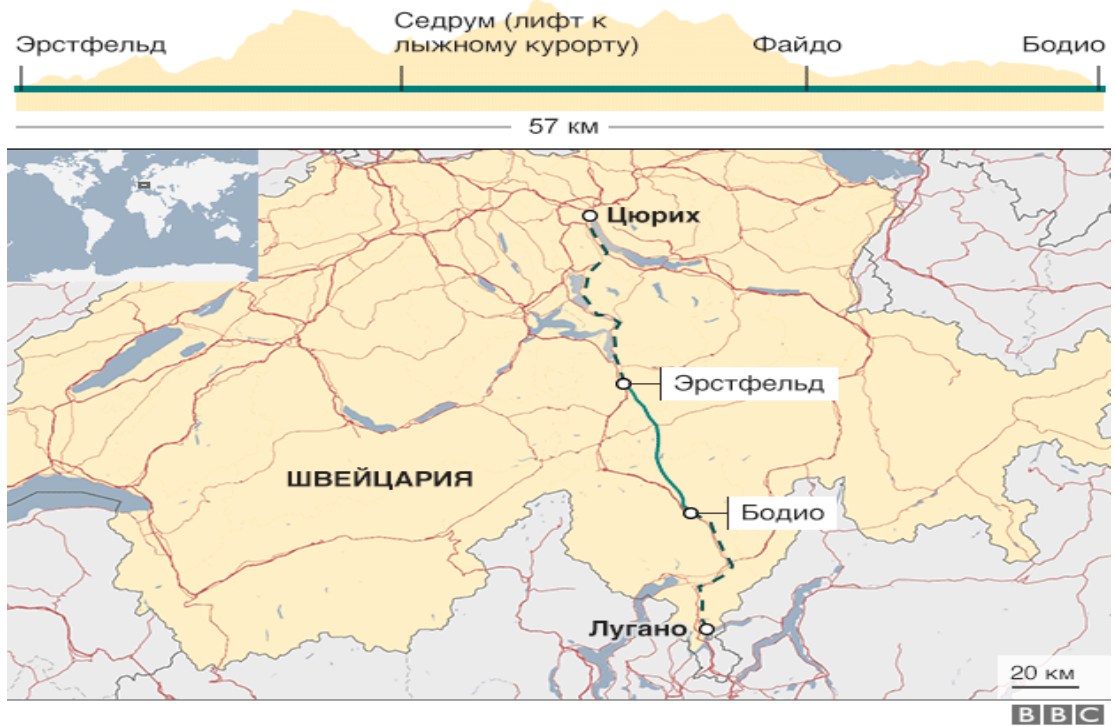 Эрстфельд
Седрум (лифт к
лыжному курорту)
Файдо
Бодио
57 км
Цюрих
Эрстфельд
ШВЕЙЦАРИЯ
Бодио
Лугано
20 км
BBC